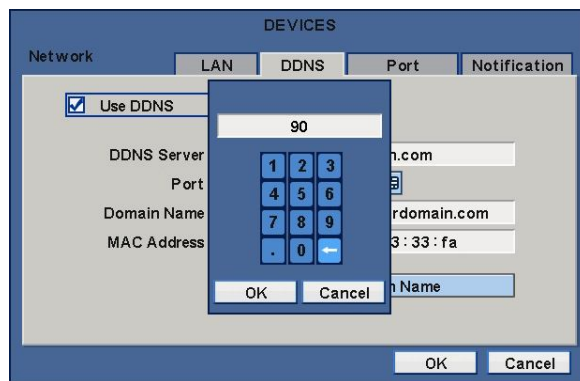 DEVICES
Network
LAN DDNS Port Notification
Use DDNS
90
DDNS Server
1 2 3
Port
4 5 6
Domain Name
7 8 9
rdomain.com
MAC Address
. 0 ←
3 : 33 : fa
OK Cancel
Name
OK Cancel